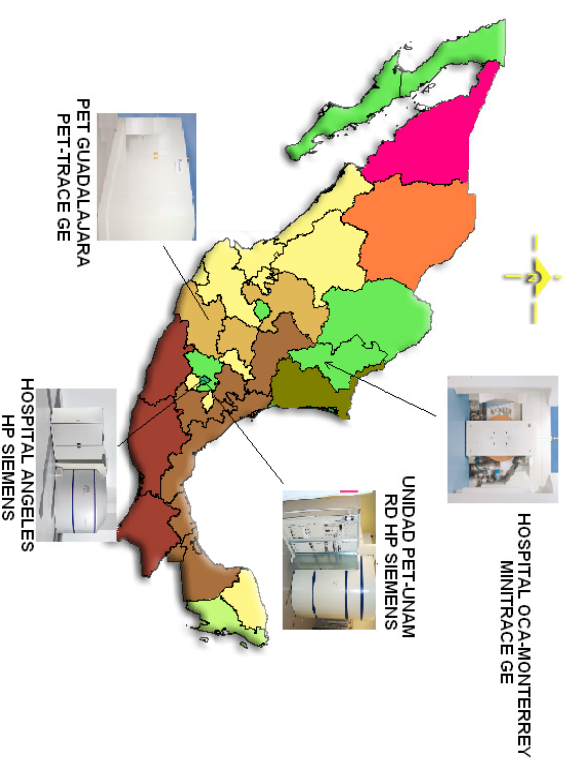 HOSPITAL OCA-MONTERREY
MINITRACE GE
UNIDAD PET-UNAM
RD HP SIEMENS
PET GUADALAJARA
PET-TRACE GE
HOSPITAL ANGELES
HP SIEMENS
N